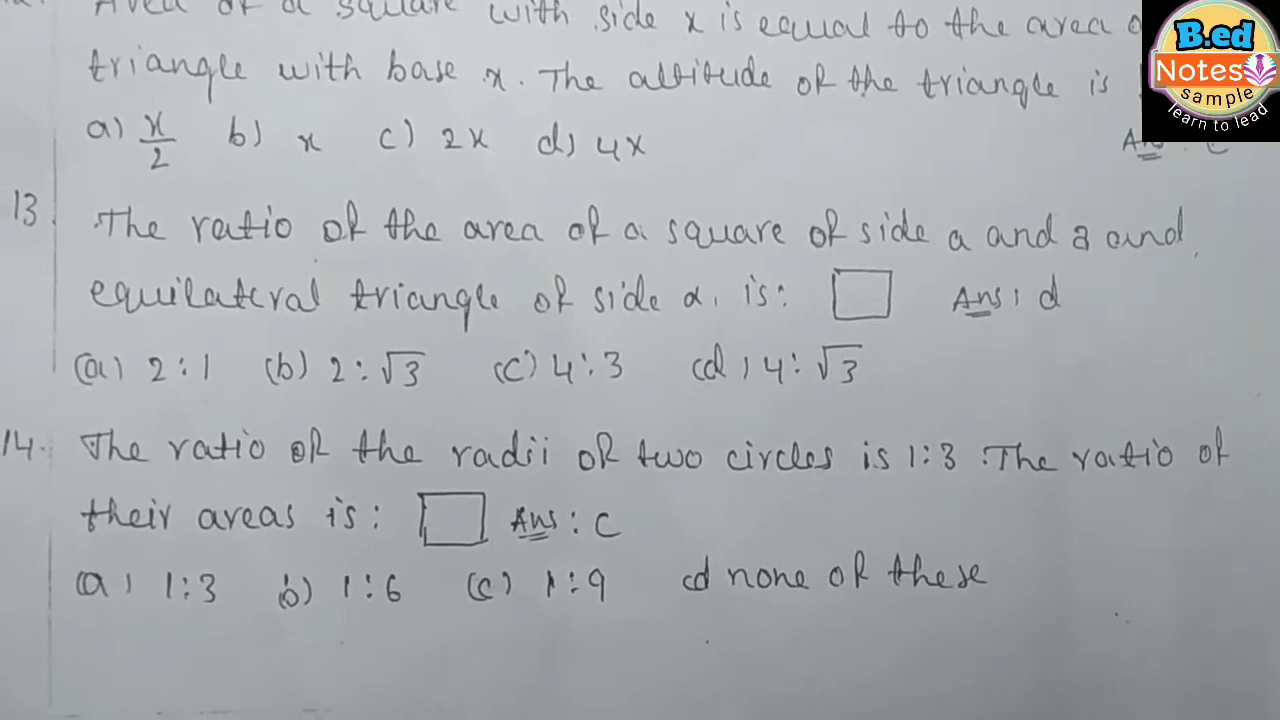 Area of a square with side x is equal to the area
triangle with base x. The altitude of the triangle is
a) x/2 b) x c) 2x d) 4x
Ans: C
13. The ratio of the area of a square of side a and a and
equilateral triangle of side a, is: Ans: d
(a) 2:1 (b) 2:√3 (c) 4:3 (d) 4:√3
14. The ratio of the radii of two circles is 1:3. The ratio of
their areas is: Ans: C
(a) 1:3 b) 1:6 (c) 1:9 d none of these
B.ed
Notes
sample
learn to lead